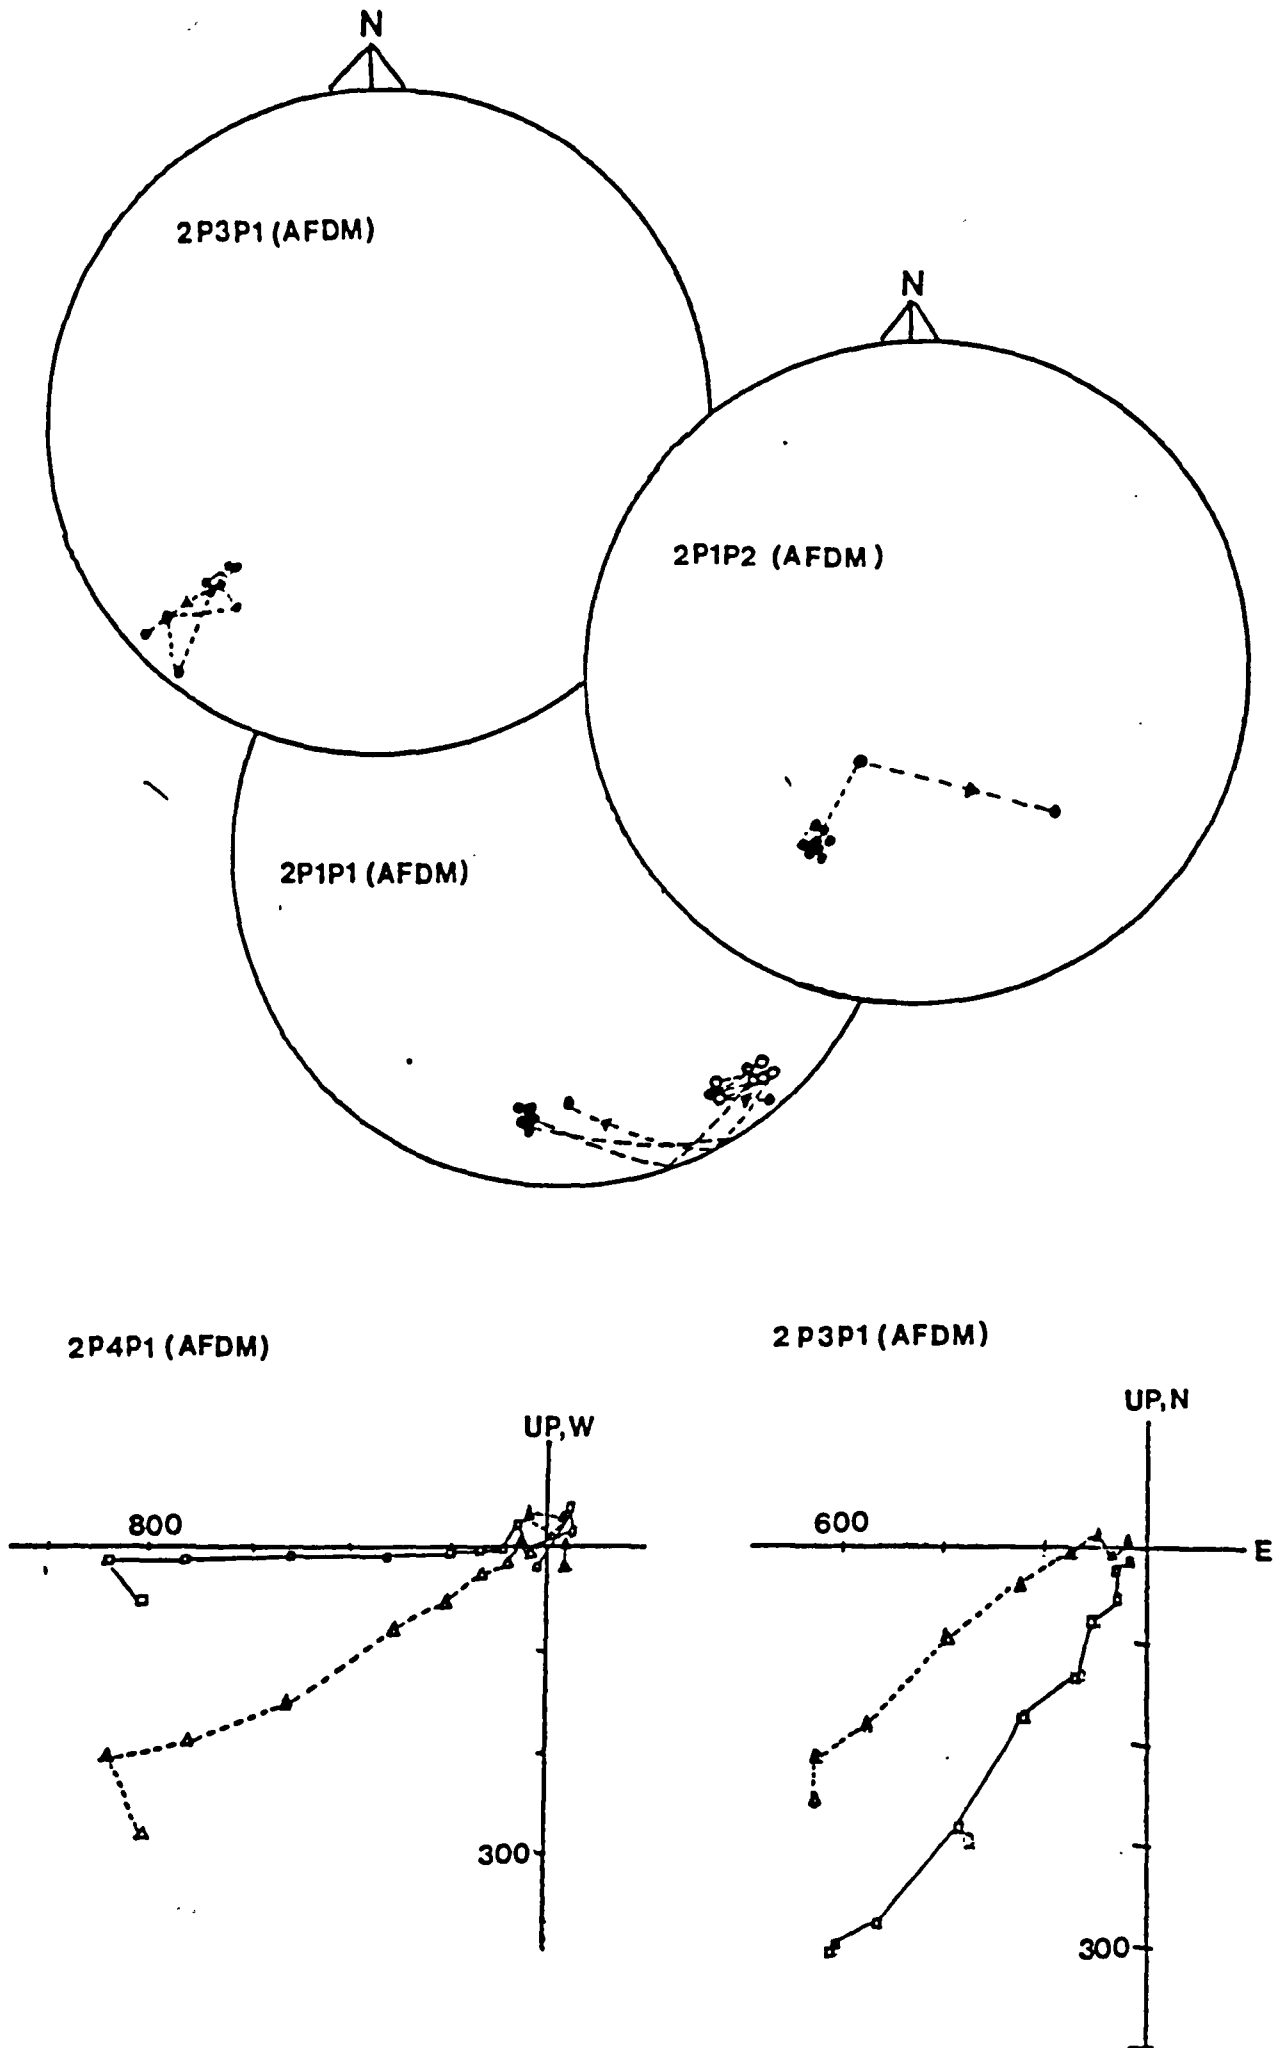 N
2P3P1 (AFDM)
N
2P1P2 (AFDM)
2P1P1 (AFDM)
2P4P1 (AFDM)
2P3P1 (AFDM)
UP,N
UP,W
800
600
E
300
300